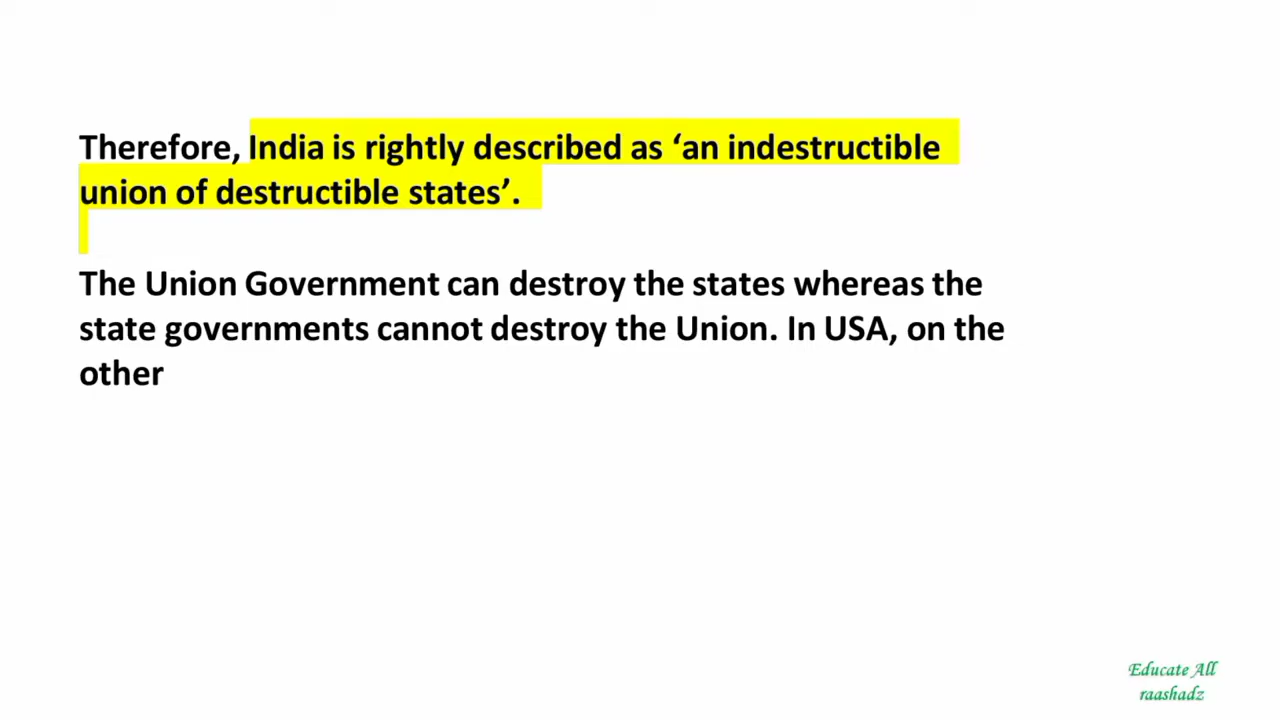 Therefore, India is rightly described as ‘an indestructible
union of destructible states’.
The Union Government can destroy the states whereas the
state governments cannot destroy the Union. In USA, on the
other
Educate All
raashadz